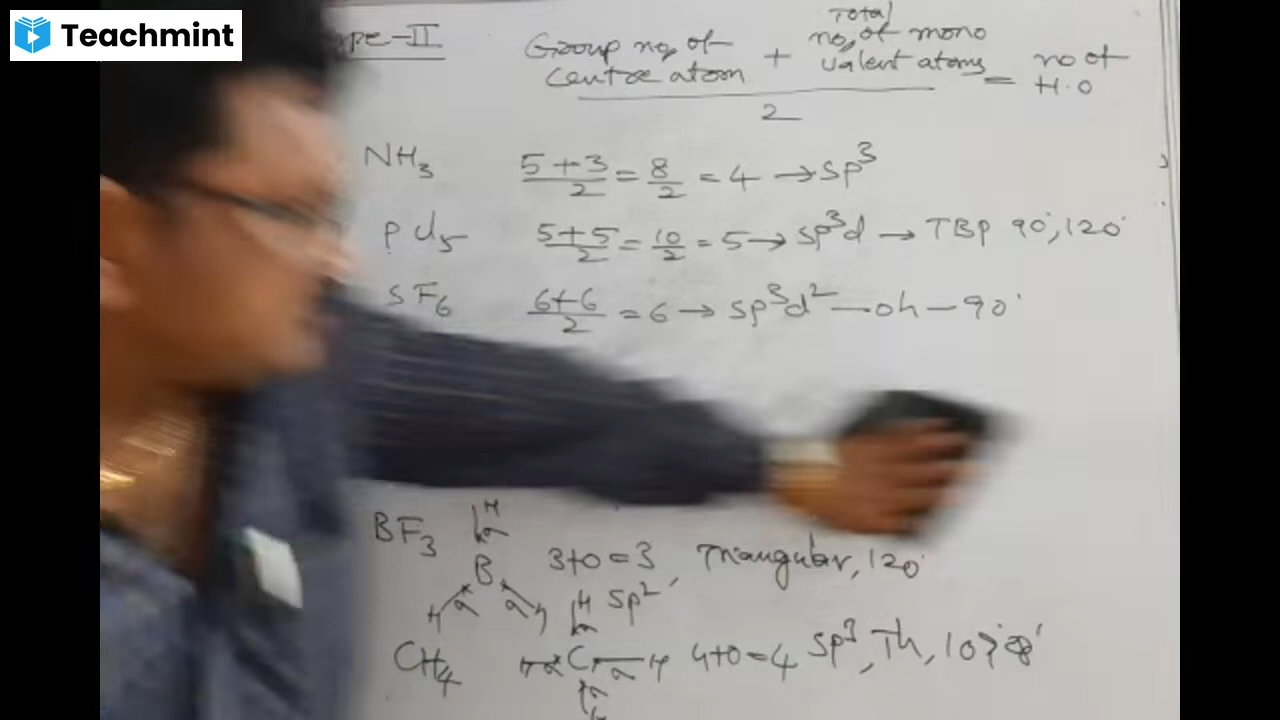 Teachmint
ype-II
Group no, of centre atom + Total no, of mono valent atoms = no of H.O
2
NH3 5+3/2 = 8/2 = 4 → sp3
PCl5 5+5/2 = 10/2 = 5 → sp3d → TBP 90°, 120°
SF6 6+6/2 = 6 → sp3d2 — oh — 90°
BF3 H
B 3+0 = 3, Triangular, 120°
H H sp2
H
CH4 H C H 4+0 = 4 sp3, Th, 109°